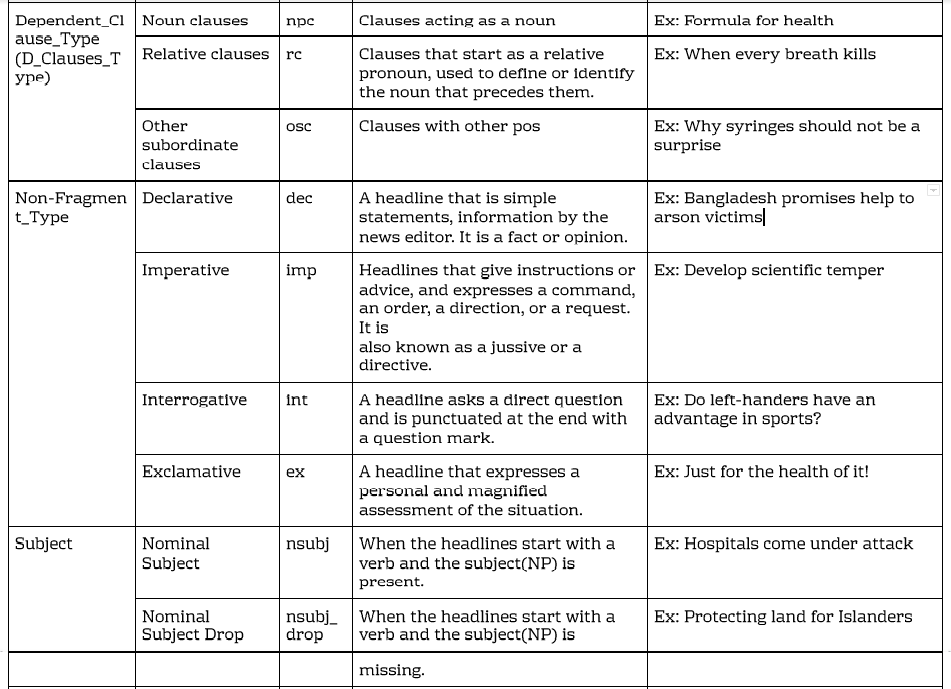 Dependent_Cl
ause_Type
(D_Clauses_T
ype)
Noun clauses
npc
Clauses acting as a noun
Ex: Formula for health
Relative clauses
rc
Clauses that start as a relative
pronoun, used to define or identify
the noun that precedes them.
Ex: When every breath kills
Other
subordinate
clauses
osc
Clauses with other pos
Ex: Why syringes should not be a
surprise
Non-Fragmen
t_Type
Declarative
dec
A headline that is simple
statements, information by the
news editor. It is a fact or opinion.
Ex: Bangladesh promises help to
arson victims
Imperative
imp
Headlines that give instructions or
advice, and expresses a command,
an order, a direction, or a request.
It is
also known as a jussive or a
directive.
Ex: Develop scientific temper
Interrogative
int
A headline asks a direct question
and is punctuated at the end with
a question mark.
Ex: Do left-handers have an
advantage in sports?
Exclamative
ex
A headline that expresses a
personal and magnified
assessment of the situation.
Ex: Just for the health of it!
Subject
Nominal
Subject
nsubj
When the headlines start with a
verb and the subject(NP) is
present.
Ex: Hospitals come under attack
Nominal
Subject Drop
nsubj_
drop
When the headlines start with a
verb and the subject(NP) is
missing.
Ex: Protecting land for Islanders